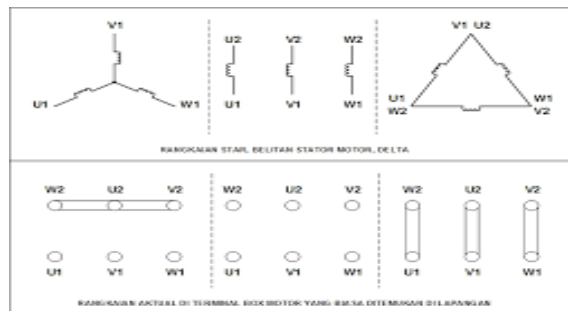 V1
V1 U2
U2 V2 W2
U1 W1
U1 V1 W1
U1 W1
W2 V2
RANGKAIAN STAR, BELITAN STATOR MOTOR, DELTA
W2 U2 V2 W2 U2 V2 W2 U2 V2
U1 V1 W1 U1 V1 W1 U1 V1 W1
RANGKAIAN AKTUAL DI TERMINAL BOX MOTOR YANG BIASA DITEMUKAN DI LAPANGAN